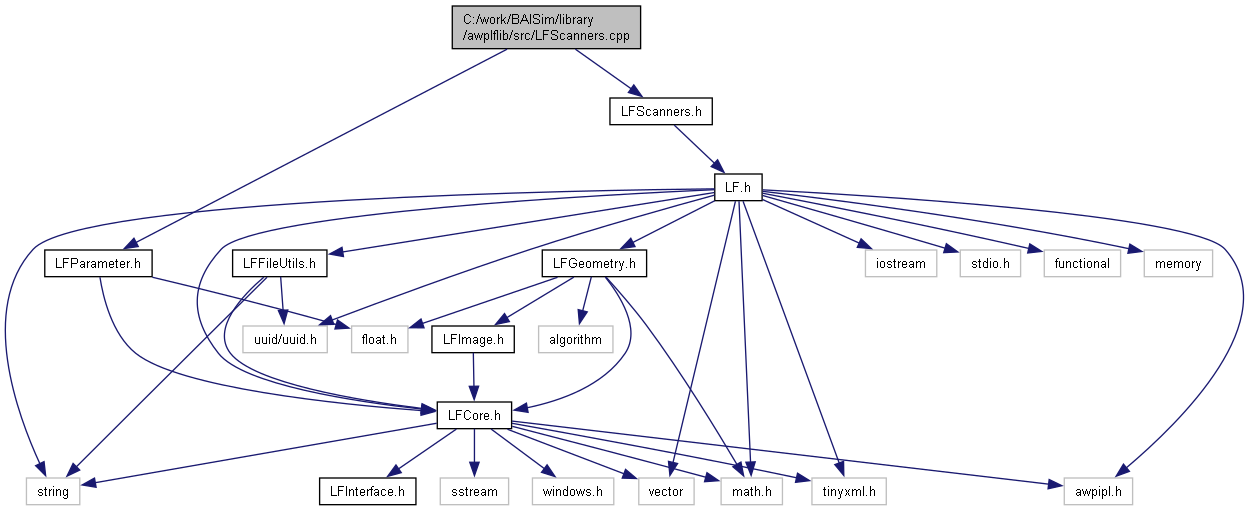 C:/work/BAISim/library
/awplflib/src/LFScanners.cpp
LFScanners.h
LF.h
LFParameter.h
LFFileUtils.h
LFGeometry.h
iostream
stdio.h
functional
memory
uuid/uuid.h
float.h
LFImage.h
algorithm
LFCore.h
string
LFInterface.h
sstream
windows.h
vector
math.h
tinyxml.h
awpipl.h